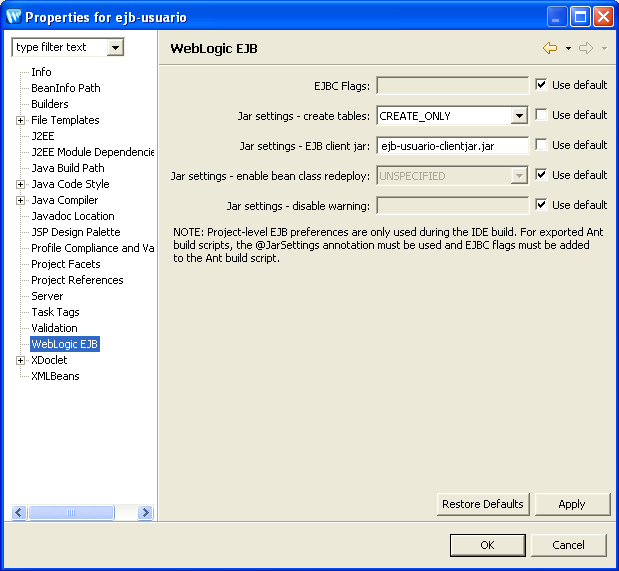 Properties for ejb-usuario
type filter text
WebLogic EJB
Info
BeanInfo Path
Builders
File Templates
J2EE
J2EE Module Dependencie
Java Build Path
Java Code Style
Java Compiler
Javadoc Location
JSP Design Palette
Profile Compliance and Va
Project Facets
Project References
Server
Task Tags
Validation
WebLogic EJB
XDoclet
XMLBeans
EJBC Flags: Use default
Jar settings - create tables: CREATE_ONLY Use default
Jar settings - EJB client jar: ejb-usuario-clientjar.jar Use default
Jar settings - enable bean class redeploy: UNSPECIFIED Use default
Jar settings - disable warning: Use default
NOTE: Project-level EJB preferences are only used during the IDE build. For exported Ant
build scripts, the @JarSettings annotation must be used and EJBC flags must be added
to the Ant build script.
Restore Defaults Apply
OK Cancel